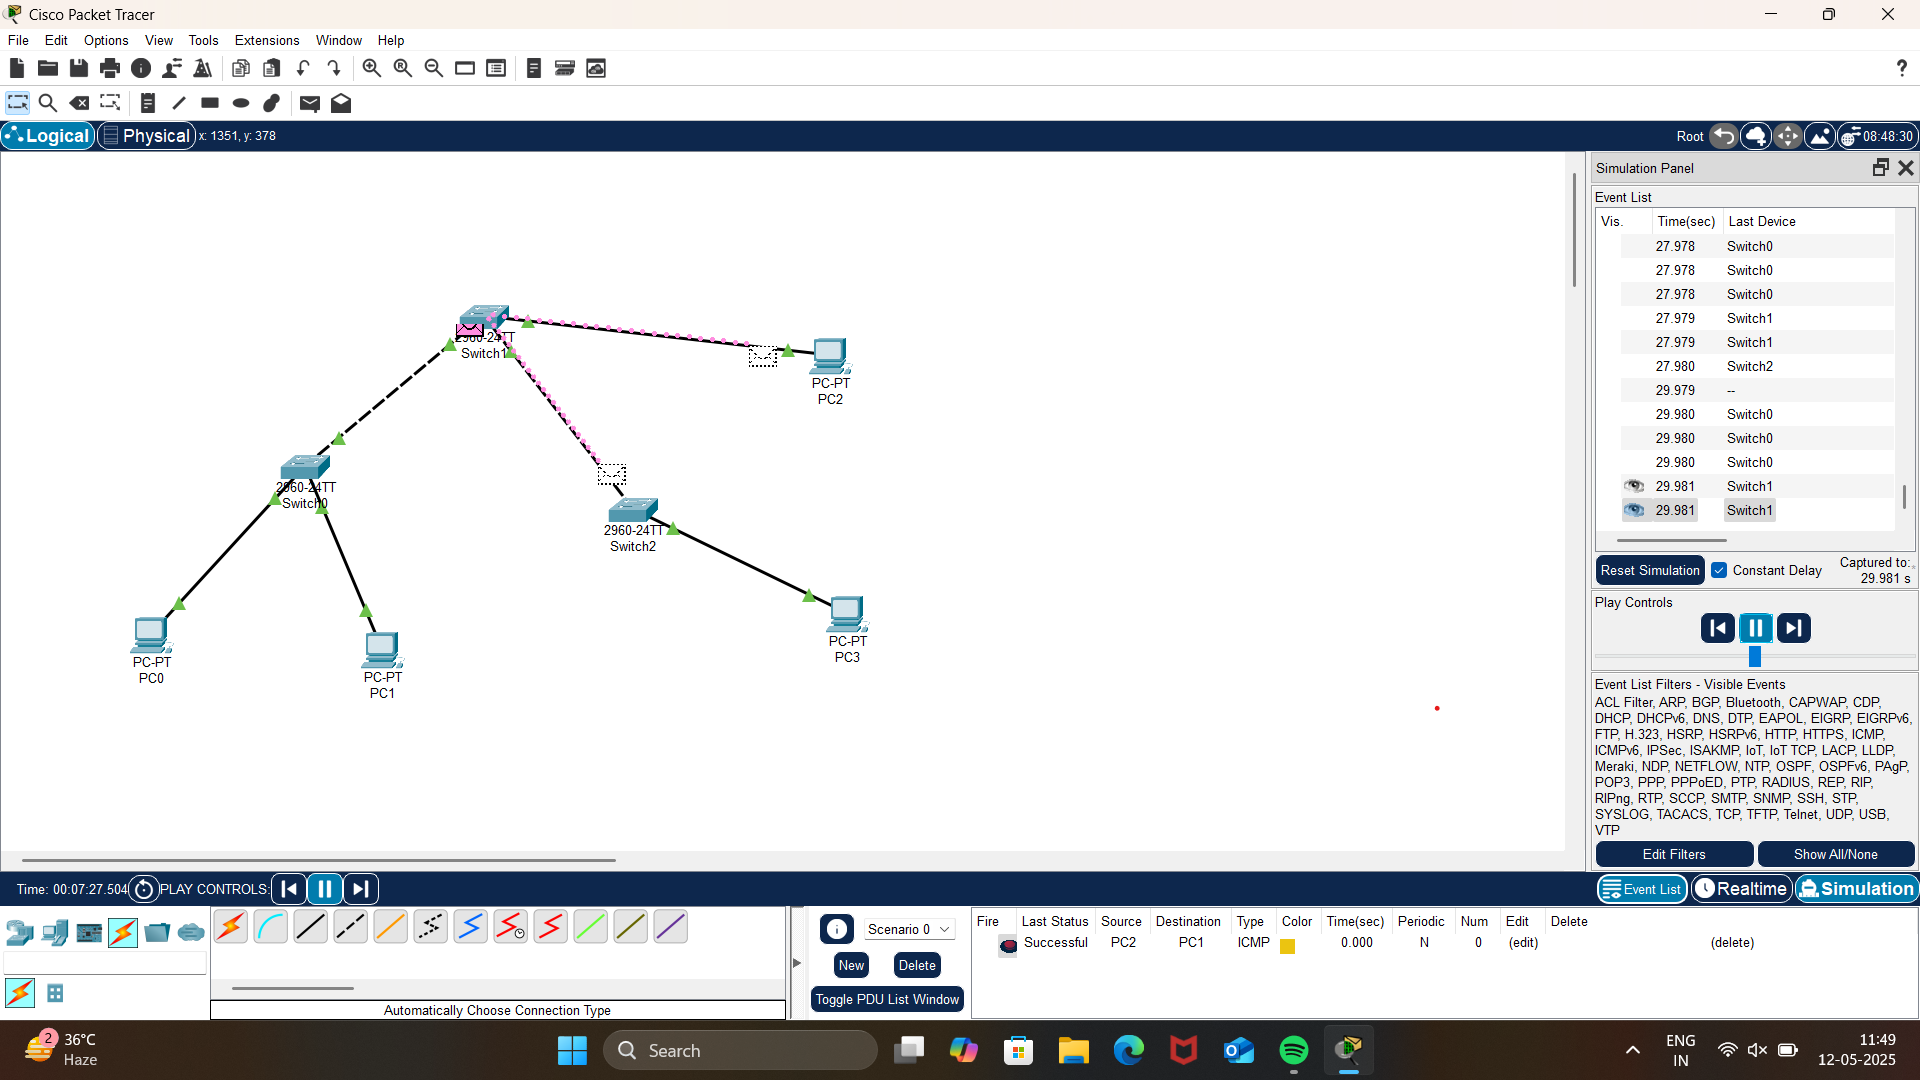 Cisco Packet Tracer
File Edit Options View Tools Extensions Window Help
?
Logical Physical x: 1351, y: 378 Root 08:48:30
Simulation Panel
Event List
Vis. Time(sec) Last Device
27.978 Switch0
27.978 Switch0
27.978 Switch0
27.979 Switch1
27.979 Switch1
27.980 Switch2
29.979 --
29.980 Switch0
29.980 Switch0
29.980 Switch0
29.981 Switch1
29.981 Switch1
Reset Simulation Constant Delay Captured to:
29.981 s
Play Controls
Event List Filters - Visible Events
ACL Filter, ARP, BGP, Bluetooth, CAPWAP, CDP,
DHCP, DHCPv6, DNS, DTP, EAPOL, EIGRP, EIGRPv6,
FTP, H.323, HSRP, HSRPv6, HTTP, HTTPS, ICMP,
ICMPv6, IPSec, ISAKMP, IoT, IoT TCP, LACP, LLDP,
Meraki, NDP, NETFLOW, NTP, OSPF, OSPFv6, PAgP,
POP3, PPP, PPPoED, PTP, RADIUS, REP, RIP,
RIPng, RTP, SCCP, SMTP, SNMP, SSH, STP,
SYSLOG, TACACS, TCP, TFTP, Telnet, UDP, USB,
VTP
Edit Filters Show All/None
2960-24TT
Switch1
PC-PT
PC2
2960-24TT
Switch0
2960-24TT
Switch2
PC-PT
PC3
PC-PT
PC0
PC-PT
PC1
Time: 00:07:27.504 PLAY CONTROLS: Event List Realtime Simulation
Automatically Choose Connection Type
Scenario 0
New Delete
Toggle PDU List Window
Fire Last Status Source Destination Type Color Time(sec) Periodic Num Edit Delete
Successful PC2 PC1 ICMP 0.000 N 0 (edit) (delete)
2
36°C
Haze
Search
ENG
IN
11:49
12-05-2025